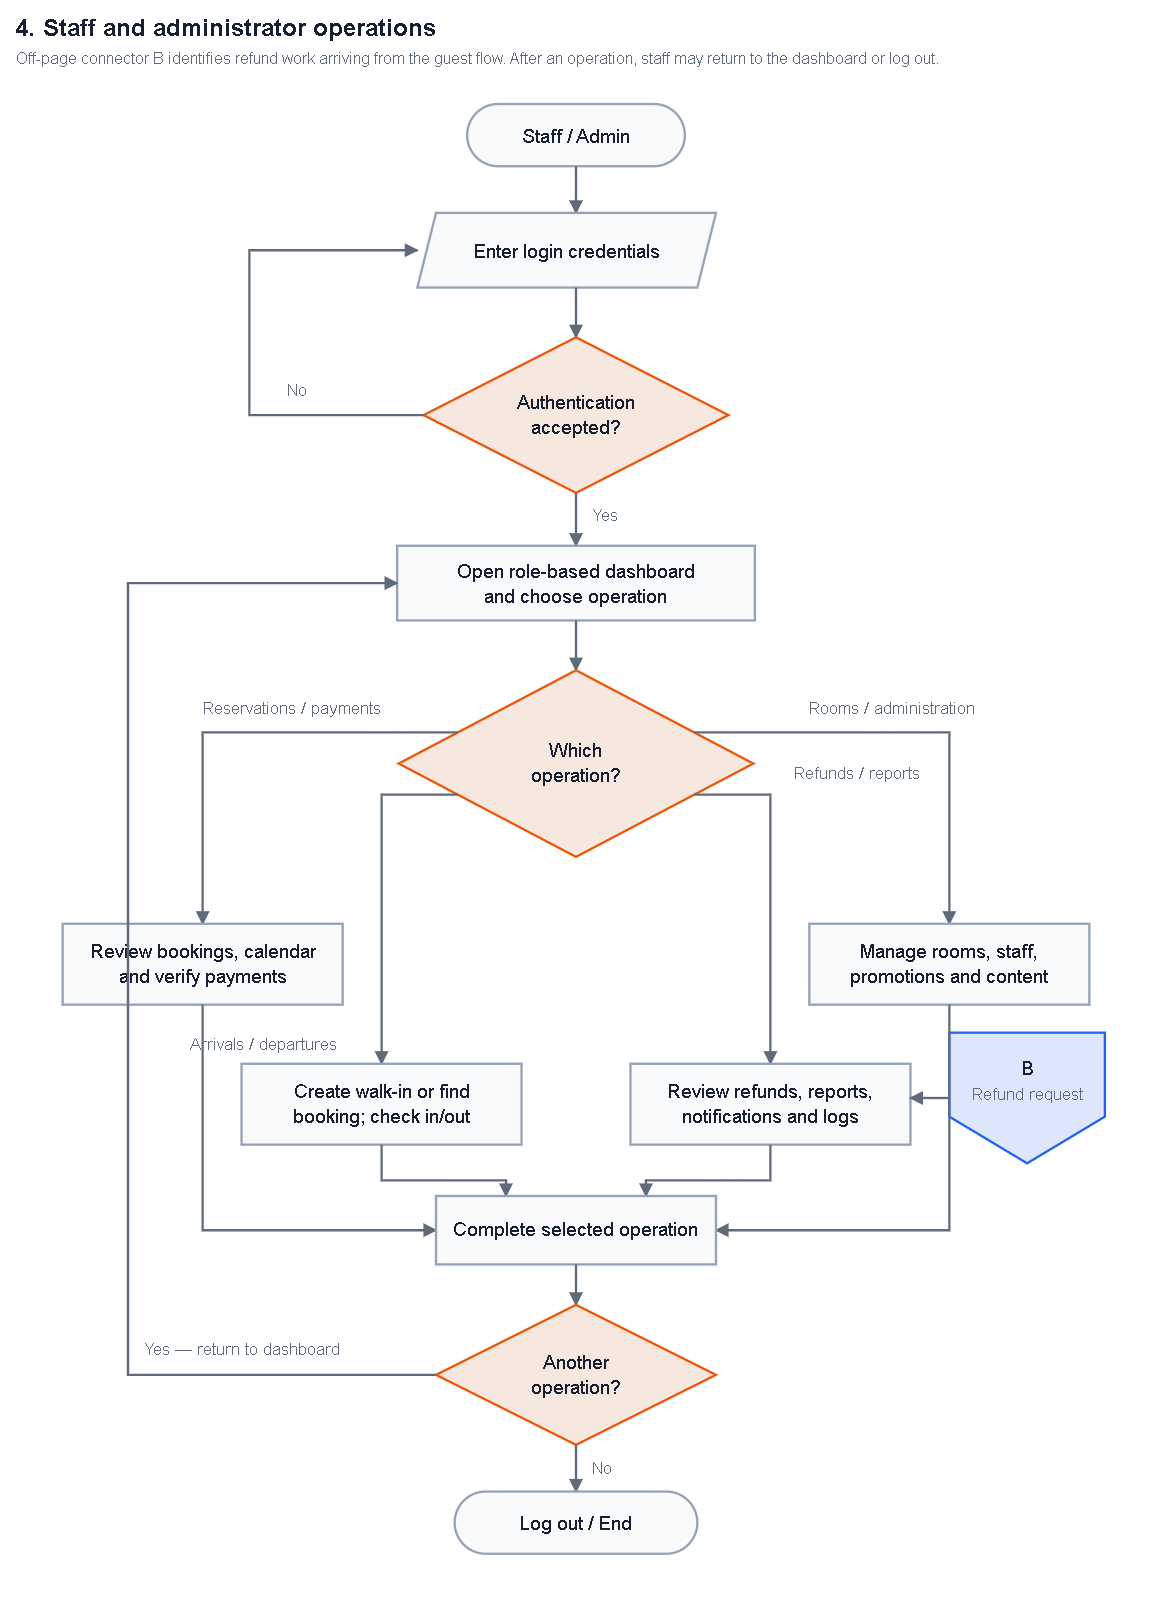 4. Staff and administrator operations
Off-page connector B identifies refund work arriving from the guest flow. After an operation, staff may return to the dashboard or log out.
Staff / Admin
Enter login credentials
No
Authentication
accepted?
Yes
Open role-based dashboard
and choose operation
Reservations / payments
Rooms / administration
Which
operation?
Refunds / reports
Review bookings, calendar
and verify payments
Manage rooms, staff,
promotions and content
Arrivals / departures
Create walk-in or find
booking; check in/out
Review refunds, reports,
notifications and logs
B
Refund request
Complete selected operation
Yes — return to dashboard
Another
operation?
No
Log out / End